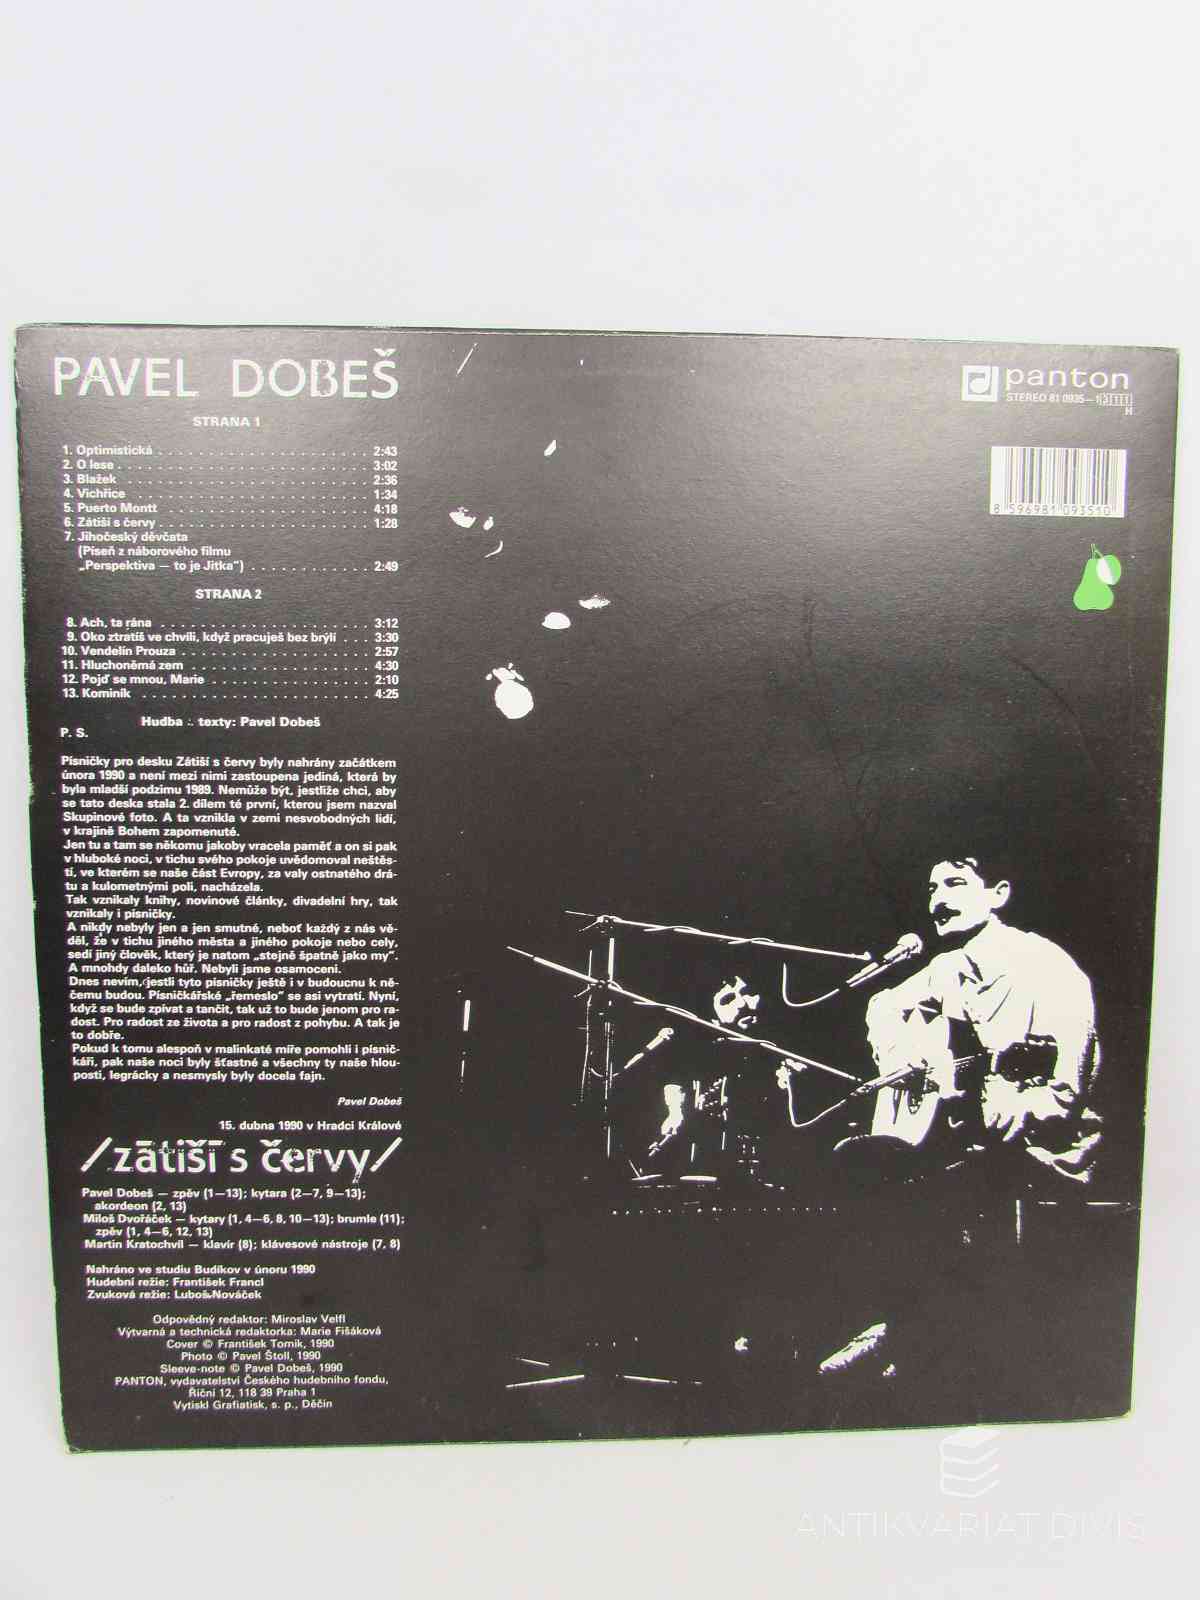 PAVEL DOBEŠ
STRANA 1
1. Optimistická . . . . . . . . . . . . . . . . . . . . 2:43
2. O lese . . . . . . . . . . . . . . . . . . . . . . . 3:02
3. Blažek . . . . . . . . . . . . . . . . . . . . . . . 2:36
4. Vichřice . . . . . . . . . . . . . . . . . . . . . . 1:34
5. Puerto Montt . . . . . . . . . . . . . . . . . . . 4:18
6. Zátiší s červy . . . . . . . . . . . . . . . . . . . 1:28
7. Jihočeský děvčata
(Píseň z náborového filmu
„Perspektiva — to je Jitka“) . . . . . . . . . . . 2:49
STRANA 2
8. Ach, ta rána . . . . . . . . . . . . . . . . . . . 3:12
9. Oko ztratíš ve chvíli, když pracuješ bez brýlí . . . 3:30
10. Vendelín Prouza . . . . . . . . . . . . . . . . . 2:57
11. Hluchoněmá zem . . . . . . . . . . . . . . . . 4:30
12. Pojď se mnou, Marie . . . . . . . . . . . . . . 2:10
13. Kominík . . . . . . . . . . . . . . . . . . . . . 4:25
Hudba : texty: Pavel Dobeš
P. S.
Písničky pro desku Zátiší s červy byly nahrány začátkem
února 1990 a není mezi nimi zastoupena jediná, která by
byla mladší podzimu 1989. Nemůže být, jestliže chci, aby
se tato deska stala 2. dílem té první, kterou jsem nazval
Skupinové foto. A ta vznikla v zemi nesvobodných lidí,
v krajině Bohem zapomenuté.
Jen tu a tam se někomu jakoby vracela paměť a on si pak
v hluboké noci, v tichu svého pokoje uvědomoval neštěs-
tí, ve kterém se naše část Evropy, za valy ostnatého drá-
tu a kulometnými poli, nacházela.
Tak vznikaly knihy, novinové články, divadelní hry, tak
vznikaly i písničky.
A nikdy nebyly jen a jen smutné, neboť každý z nás vě-
děl, že v tichu jiného města a jiného pokoje nebo cely,
sedí jiný člověk, který je natom „stejně špatně jako my“.
A mnohdy daleko hůř. Nebyli jsme osamoceni.
Dnes nevím, jestli tyto písničky ještě i v budoucnu k ně-
čemu budou. Písničkářské „řemeslo“ se asi vytratí. Nyní,
když se bude zpívat a tančit, tak už to bude jenom pro ra-
dost. Pro radost ze života a pro radost z pohybu. A tak je
to dobře.
Pokud k tomu alespoň v malinkaté míře pomohli i písnič-
káři, pak naše noci byly šťastné a všechny ty naše hlou-
posti, legrácky a nesmysly byly docela fajn.
Pavel Dobeš
15. dubna 1990 v Hradci Králové
/zátiší s červy/
Pavel Dobeš — zpěv (1—13); kytara (2—7, 9—13);
akordeon (2, 13)
Miloš Dvořáček — kytary (1, 4—6, 8, 10—13); brumle (11);
zpěv (1, 4—6, 12, 13)
Martin Kratochvíl — klavír (8); klávesové nástroje (7, 8)
Nahráno ve studiu Budíkov v únoru 1990
Hudební režie: František Francl
Zvuková režie: Luboš Nováček
Odpovědný redaktor: Miroslav Velfl
Výtvarná a technická redaktorka: Marie Fišáková
Cover © František Tomík, 1990
Photo © Pavel Štoll, 1990
Sleeve-note © Pavel Dobeš, 1990
PANTON, vydavatelství Českého hudebního fondu,
Říční 12, 118 39 Praha 1
Vytiskl Grafiatisk, s. p., Děčín
panton
STEREO 81 0935—1 311
H
8 596981 093510
ANTIKVARIAT DIVIS